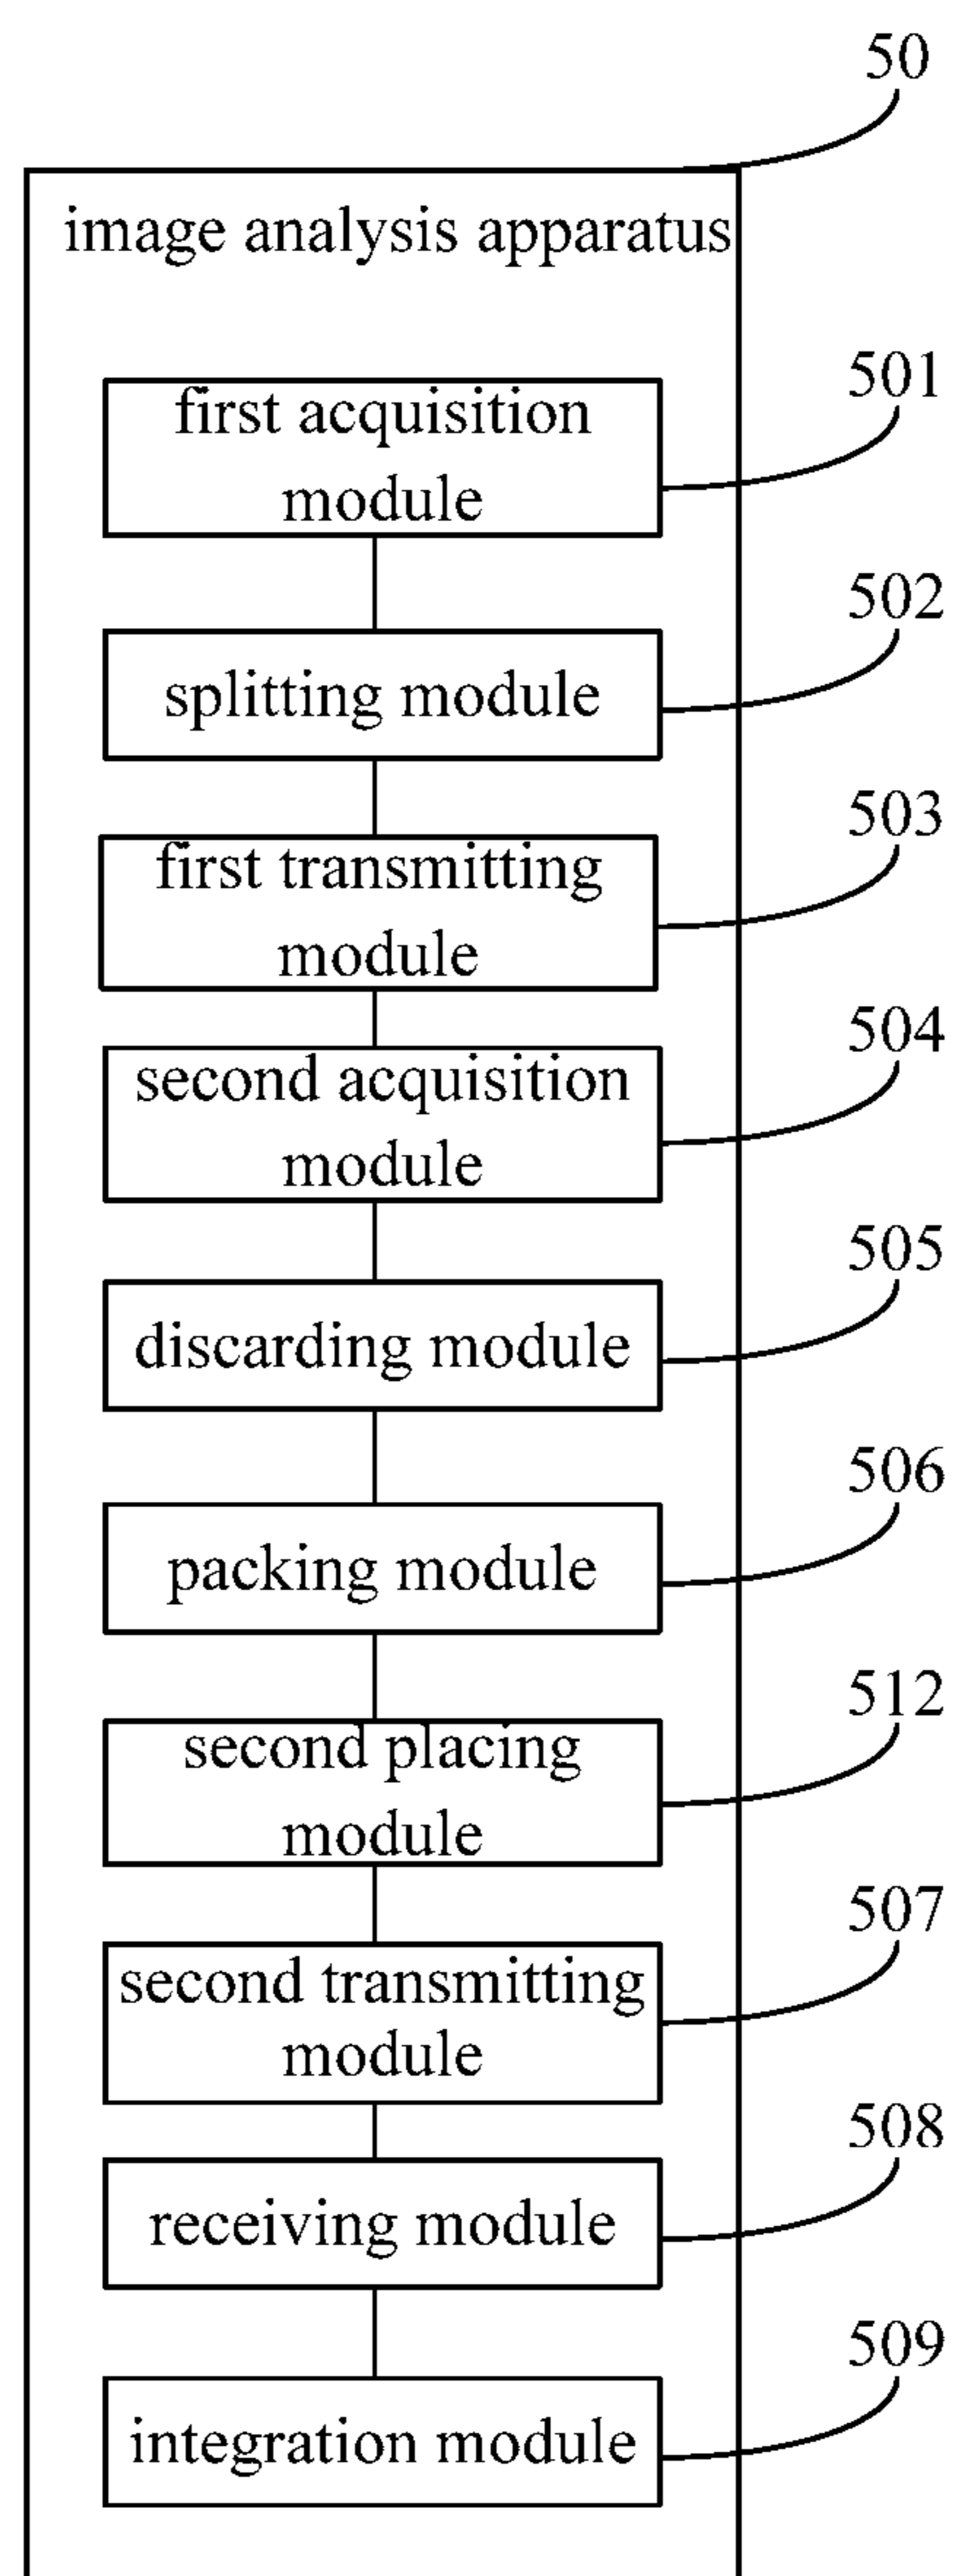 50
image analysis apparatus
501
first acquisition
module
502
splitting module
503
first transmitting
module
504
second acquisition
module
505
discarding module
506
packing module
512
second placing
module
507
second transmitting
module
508
receiving module
509
integration module